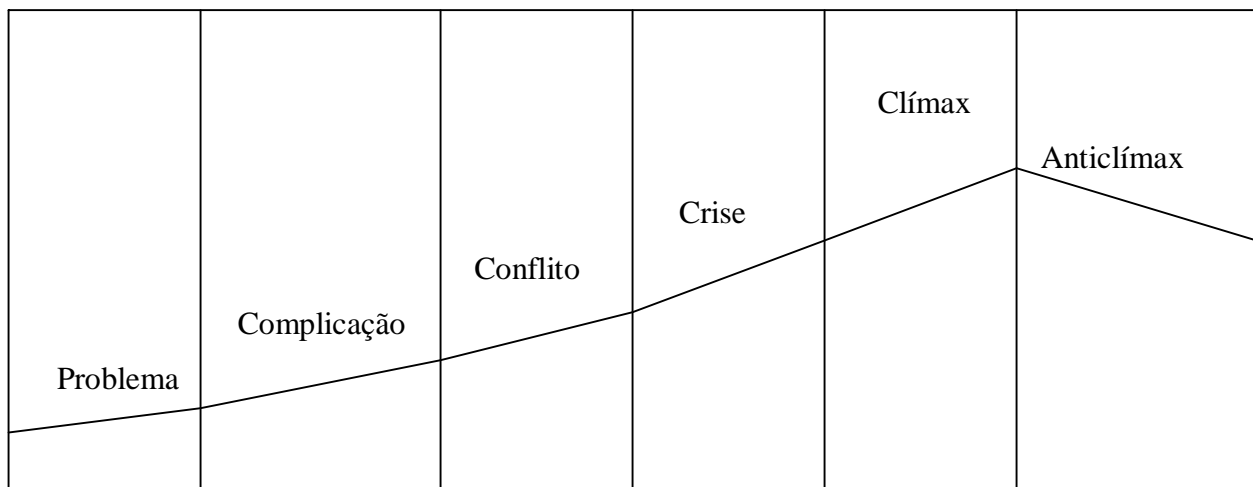 Problema
Complicação
Conflito
Crise
Clímax
Anticlímax